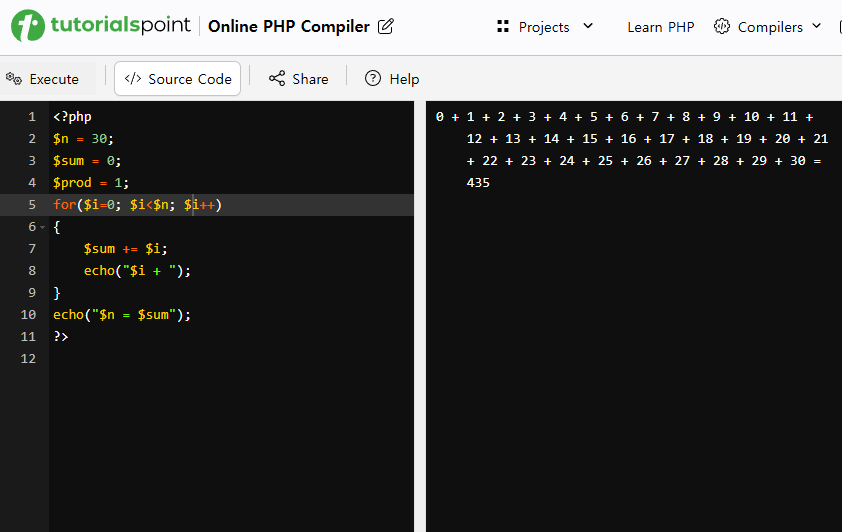 tutorialspoint Online PHP Compiler Projects Learn PHP Compilers
Execute </> Source Code Share Help
1 <?php
2 $n = 30;
3 $sum = 0;
4 $prod = 1;
5 for($i=0; $i<$n; $i++)
6 {
7 $sum += $i;
8 echo("$i + ");
9 }
10 echo("$n = $sum");
11 ?>
12
0 + 1 + 2 + 3 + 4 + 5 + 6 + 7 + 8 + 9 + 10 + 11 +
12 + 13 + 14 + 15 + 16 + 17 + 18 + 19 + 20 + 21
+ 22 + 23 + 24 + 25 + 26 + 27 + 28 + 29 + 30 =
435